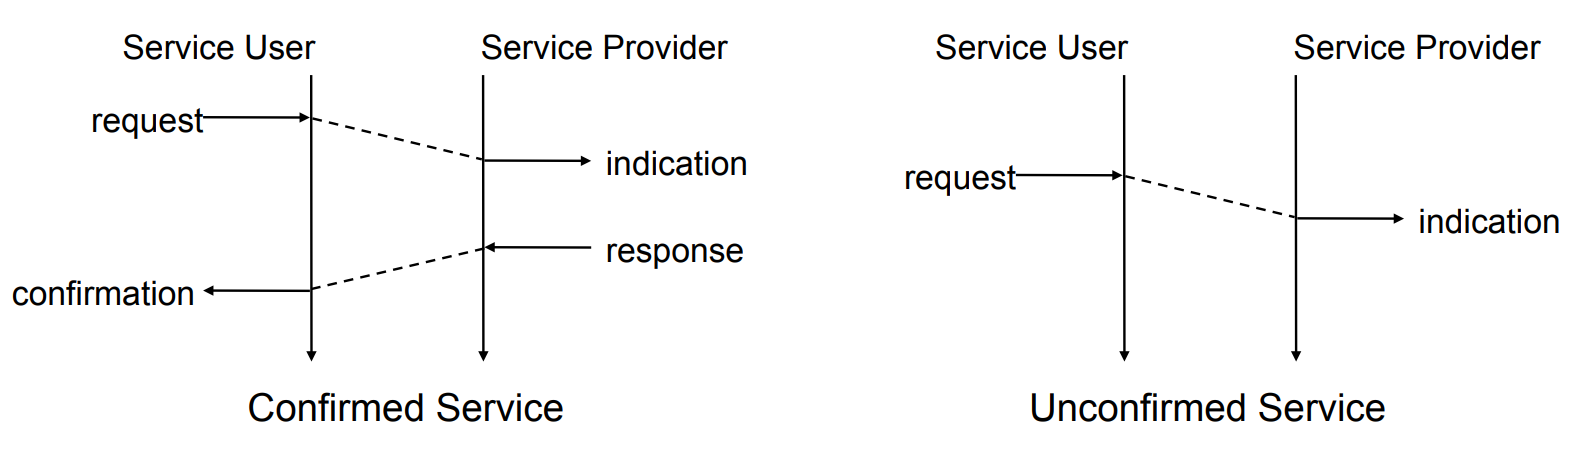 Service User
Service Provider
request
indication
response
confirmation
Confirmed Service
Service User
Service Provider
request
indication
Unconfirmed Service